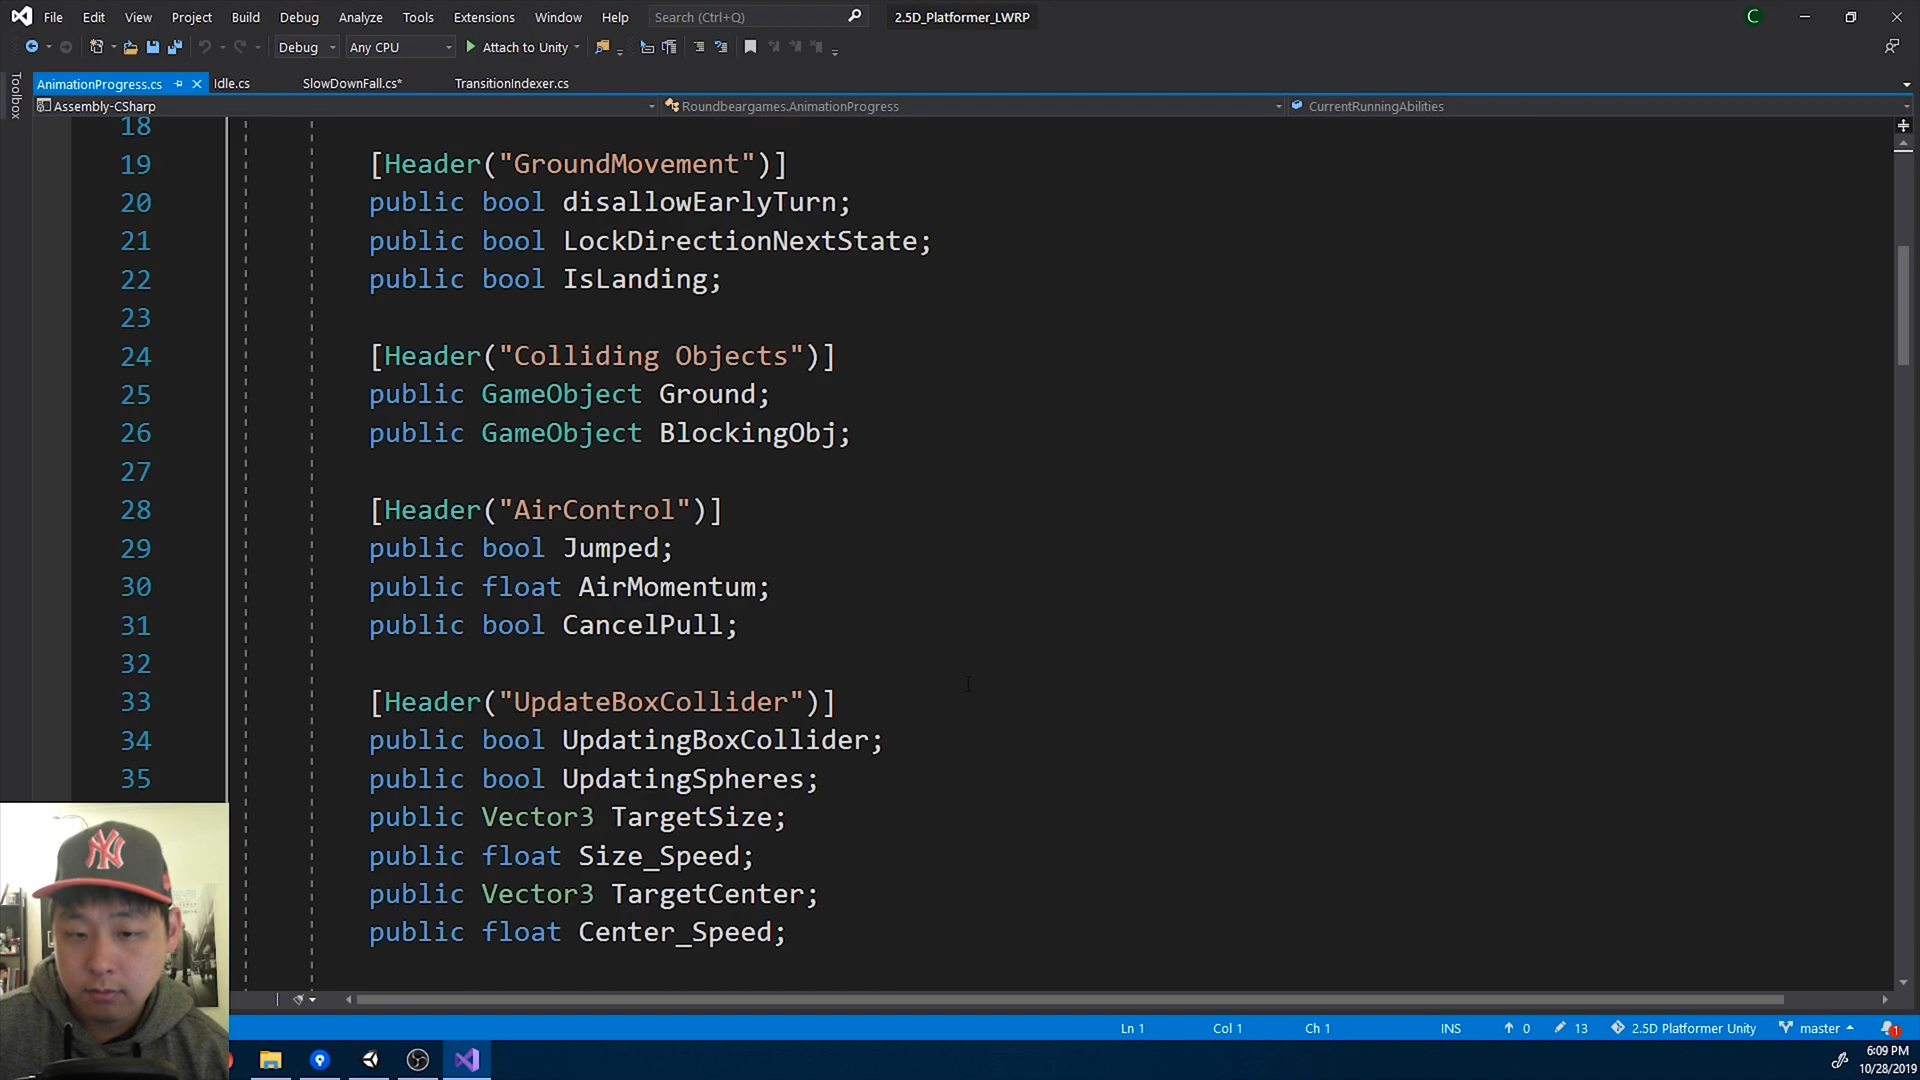 File Edit View Project Build Debug Analyze Tools Extensions Window Help Search (Ctrl+Q) 2.5D_Platformer_LWRP C
Debug Any CPU Attach to Unity
Toolbox
AnimationProgress.cs Idle.cs SlowDownFall.cs* TransitionIndexer.cs
Assembly-CSharp Roundbeargames.AnimationProgress CurrentRunningAbilities
18
19 [Header("GroundMovement")]
20 public bool disallowEarlyTurn;
21 public bool LockDirectionNextState;
22 public bool IsLanding;
23
24 [Header("Colliding Objects")]
25 public GameObject Ground;
26 public GameObject BlockingObj;
27
28 [Header("AirControl")]
29 public bool Jumped;
30 public float AirMomentum;
31 public bool CancelPull;
32
33 [Header("UpdateBoxCollider")]
34 public bool UpdatingBoxCollider;
35 public bool UpdatingSpheres;
public Vector3 TargetSize;
public float Size_Speed;
public Vector3 TargetCenter;
public float Center_Speed;
Ln 1 Col 1 Ch 1 INS 0 13 2.5D Platformer Unity master 1
6:09 PM
10/28/2019
NY